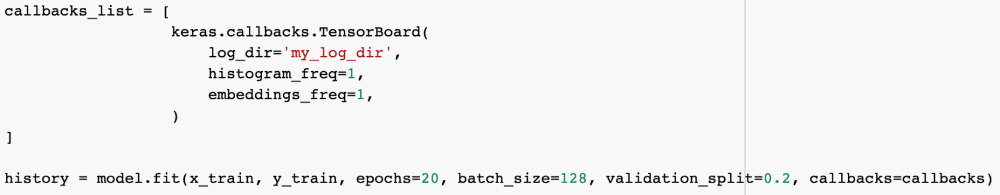 callbacks_list = [
                  keras.callbacks.TensorBoard(
                      log_dir='my_log_dir',
                      histogram_freq=1,
                      embeddings_freq=1,
                  )
]

history = model.fit(x_train, y_train, epochs=20, batch_size=128, validation_split=0.2, callbacks=callbacks)